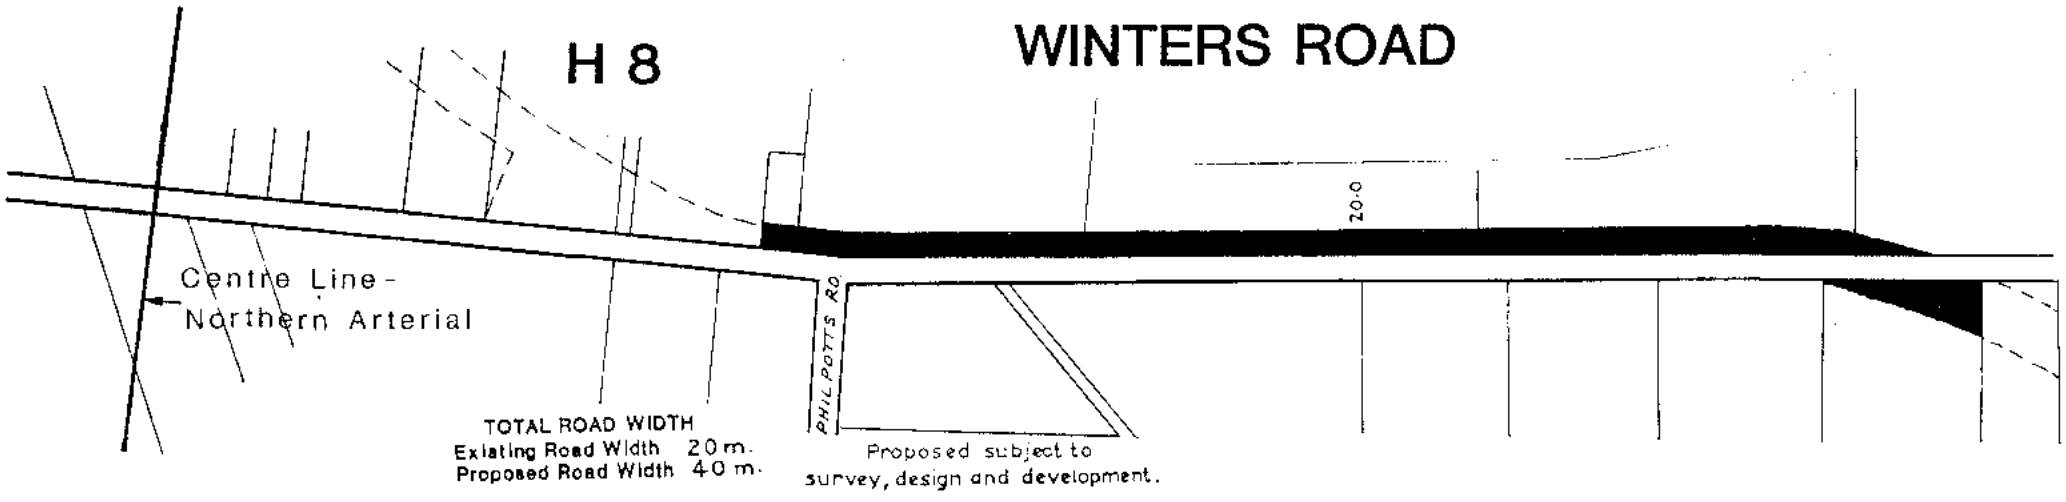 H 8
WINTERS ROAD
20·0
Centre Line -
Northern Arterial
PHILPOTTS RD
TOTAL ROAD WIDTH
Existing Road Width 20 m.
Proposed Road Width 40 m.
Proposed subject to
survey, design and development.